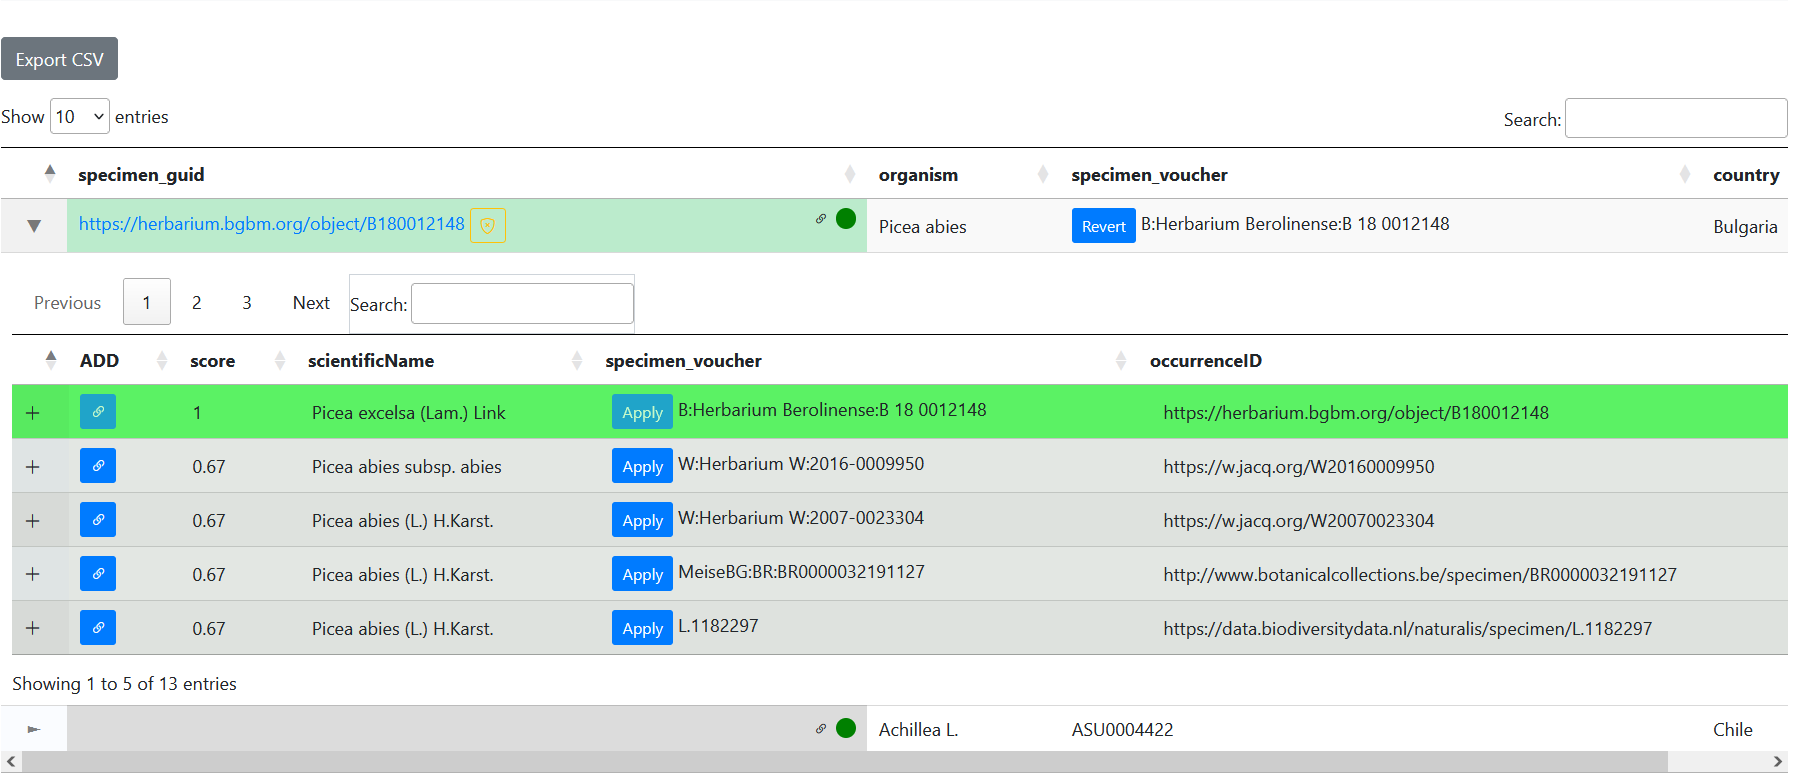 Export CSV
Show 10 entries Search:
specimen_guid organism specimen_voucher country
https://herbarium.bgbm.org/object/B180012148 Picea abies Revert B:Herbarium Berolinense:B 18 0012148 Bulgaria
Previous 1 2 3 Next Search:
ADD score scientificName specimen_voucher occurrenceID
+ 1 Picea excelsa (Lam.) Link Apply B:Herbarium Berolinense:B 18 0012148 https://herbarium.bgbm.org/object/B180012148
+ 0.67 Picea abies subsp. abies Apply W:Herbarium W:2016-0009950 https://w.jacq.org/W20160009950
+ 0.67 Picea abies (L.) H.Karst. Apply W:Herbarium W:2007-0023304 https://w.jacq.org/W20070023304
+ 0.67 Picea abies (L.) H.Karst. Apply MeiseBG:BR:BR0000032191127 http://www.botanicalcollections.be/specimen/BR0000032191127
+ 0.67 Picea abies (L.) H.Karst. Apply L.1182297 https://data.biodiversitydata.nl/naturalis/specimen/L.1182297
Showing 1 to 5 of 13 entries
Achillea L. ASU0004422 Chile